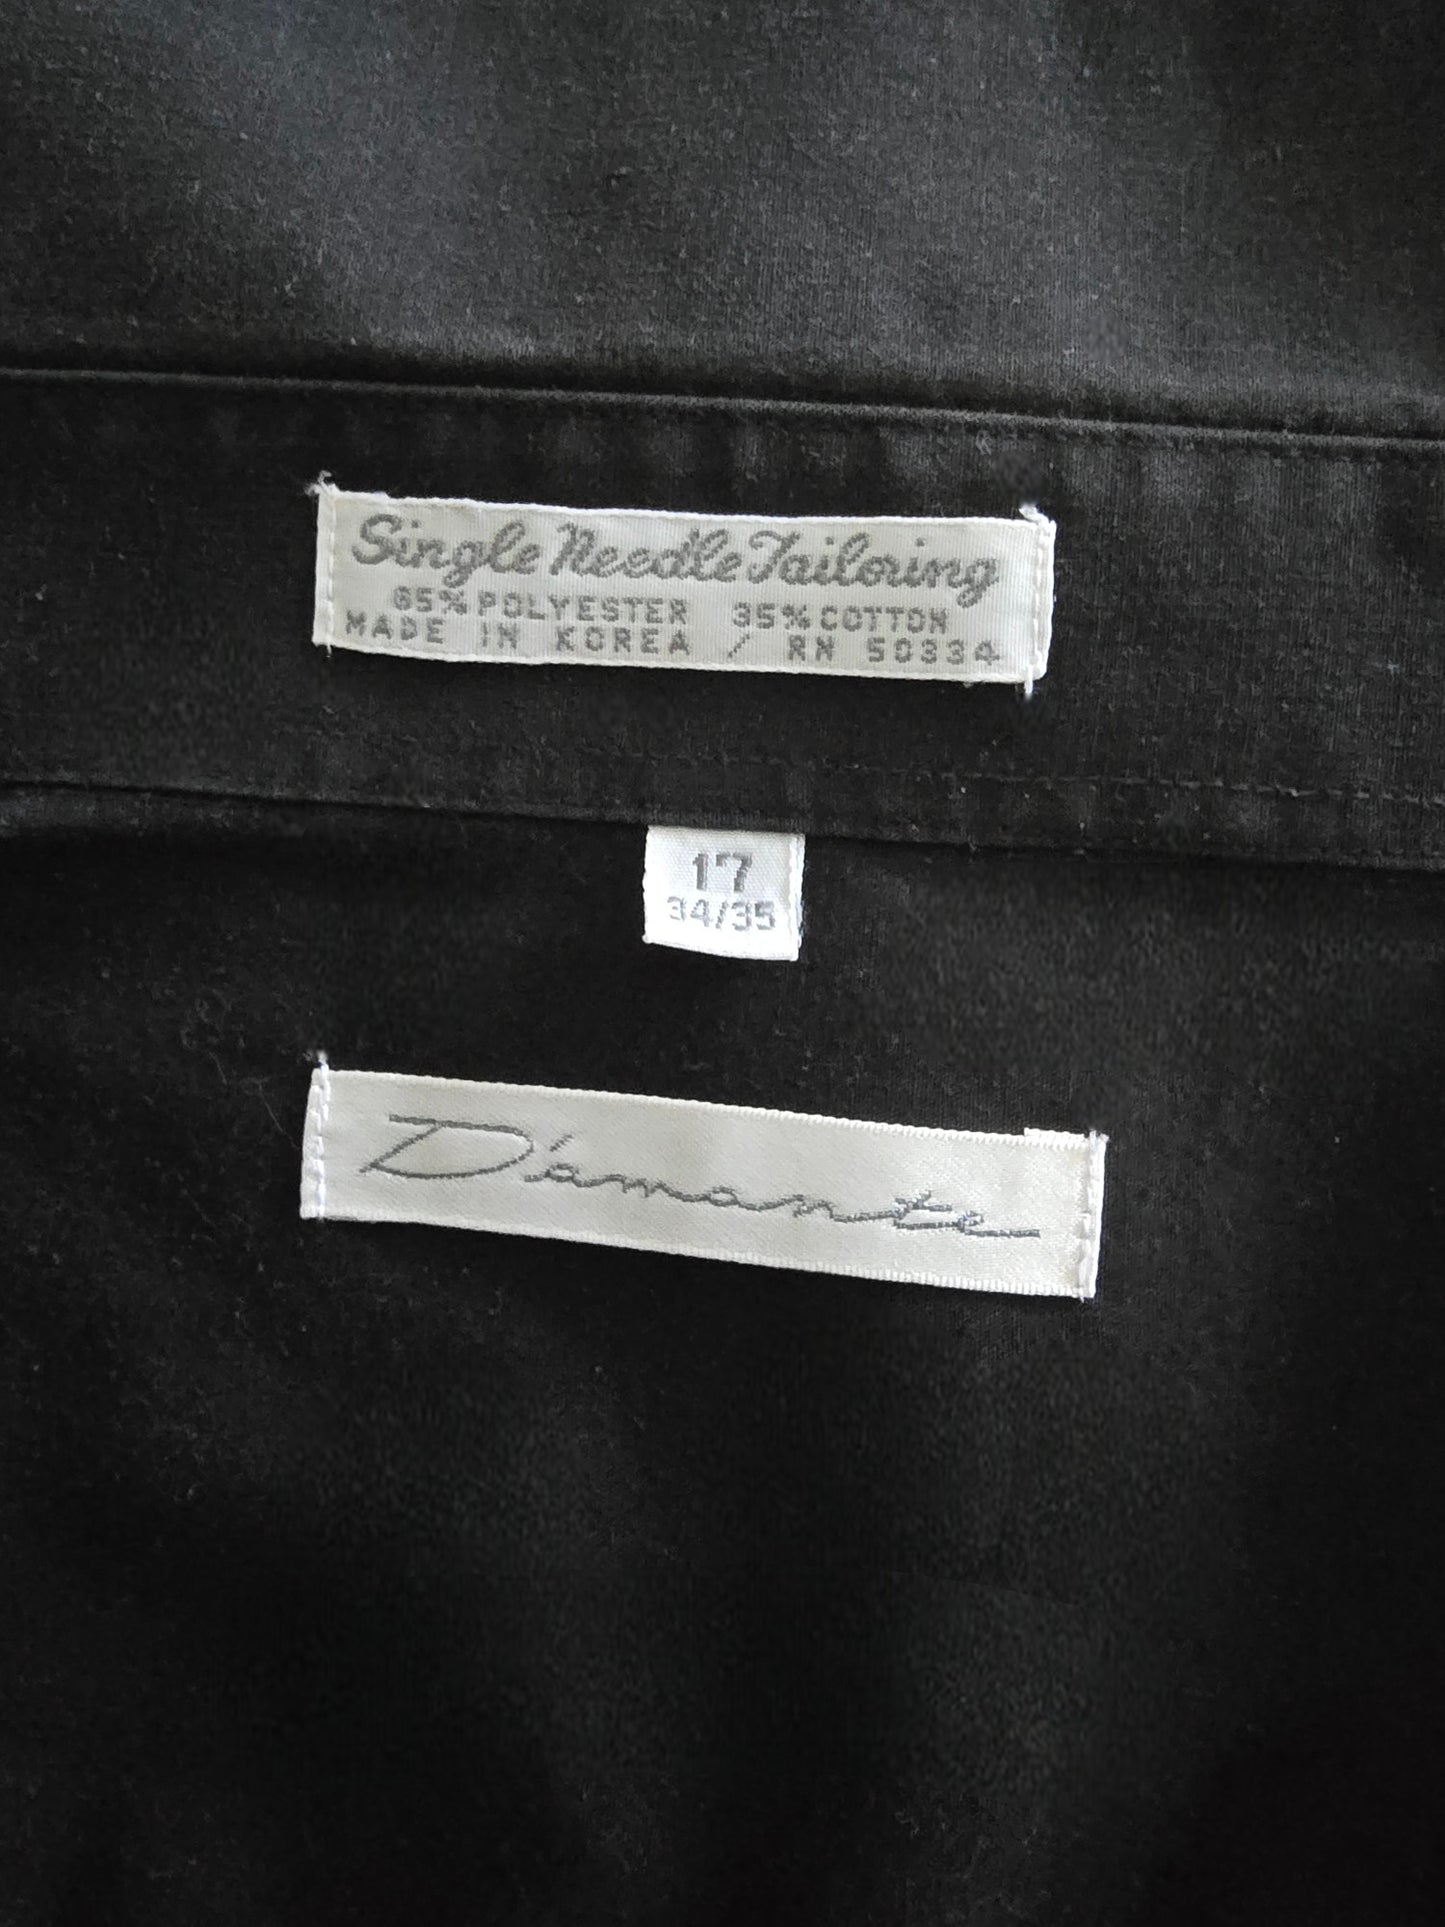 Single Needle Tailoring
65% POLYESTER 35% COTTON
MADE IN KOREA / RN 50334
17
34/35
D'amante